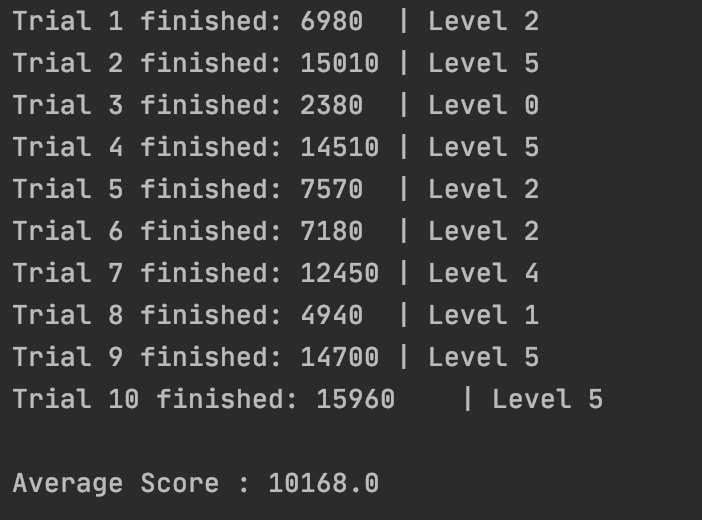 Trial 1 finished: 6980  | Level 2
Trial 2 finished: 15010 | Level 5
Trial 3 finished: 2380  | Level 0
Trial 4 finished: 14510 | Level 5
Trial 5 finished: 7570  | Level 2
Trial 6 finished: 7180  | Level 2
Trial 7 finished: 12450 | Level 4
Trial 8 finished: 4940  | Level 1
Trial 9 finished: 14700 | Level 5
Trial 10 finished: 15960    | Level 5
Average Score : 10168.0